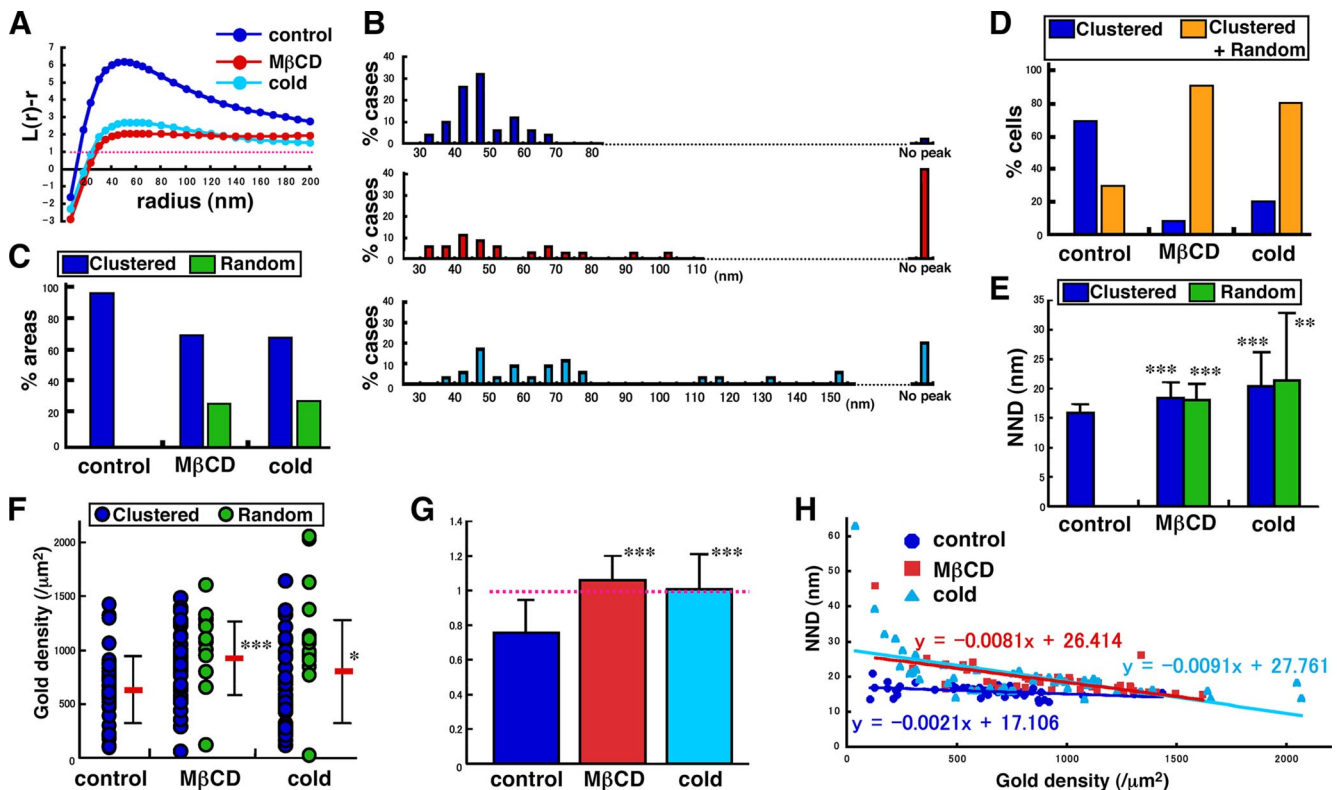 A
control
MβCD
cold
L(r)-r
7
6
5
4
3
2
1
0
−1
−2
−3
20 40 60 80 100 120 140 160 180 200
radius (nm)
B
% cases
40
30
20
10
0
30 40 50 60 70 80
No peak
% cases
40
30
20
10
0
30 40 50 60 70 80 90 100 110
(nm)
No peak
% cases
40
30
20
10
0
30 40 50 60 70 80 90 100 110 120 130 140 150
(nm)
No peak
C
Clustered Random
% areas
100
80
60
40
20
0
control MβCD cold
D
Clustered Clustered
+ Random
% cells
100
80
60
40
20
0
control MβCD cold
E
Clustered Random
NND (nm)
35
30
25
20
15
10
5
0
*** *** *** **
control MβCD cold
F
Clustered Random
Gold density (/μm²)
2000
1500
1000
500
0
*** *
control MβCD cold
G
1.4
1.2
1
0.8
0.6
0.4
0.2
0
*** ***
control MβCD cold
H
control
MβCD
cold
NND (nm)
60
50
40
30
20
10
0
y = −0.0081x + 26.414
y = −0.0091x + 27.761
y = −0.0021x + 17.106
0 500 1000 1500 2000
Gold density (/μm²)